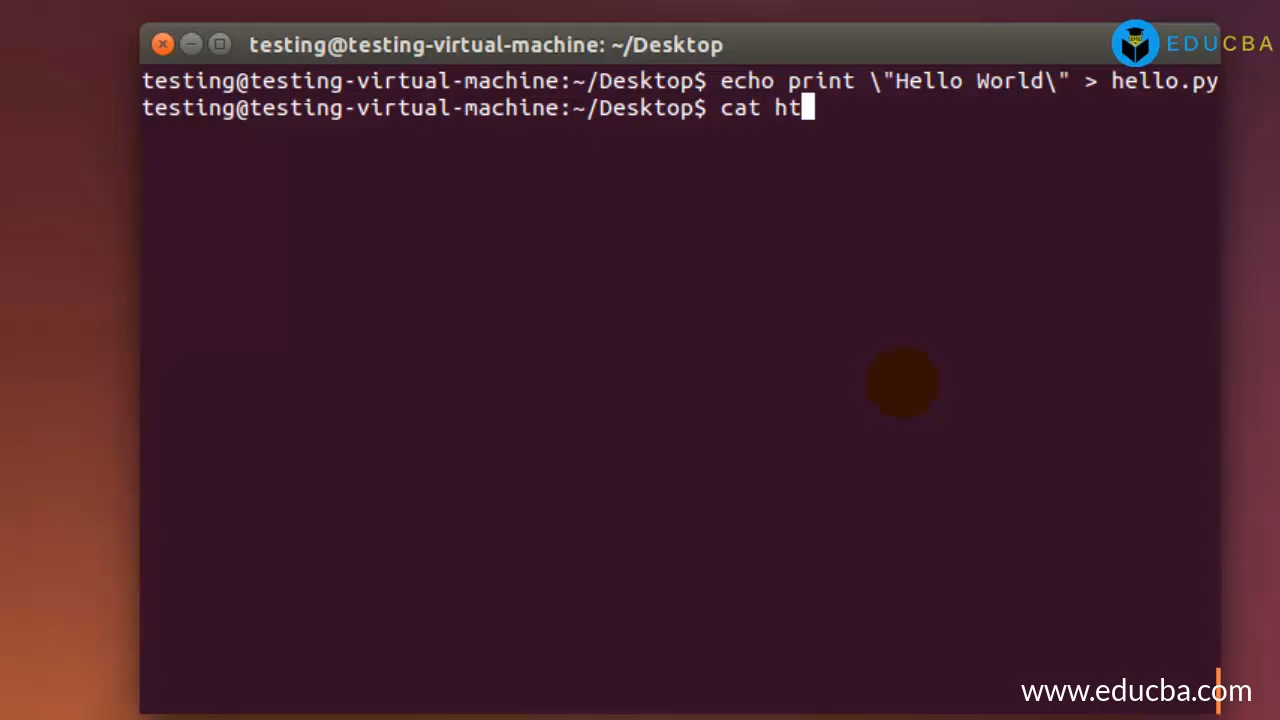 testing@testing-virtual-machine: ~/Desktop
EDUCBA
testing@testing-virtual-machine:~/Desktop$ echo print \"Hello World\" > hello.py
testing@testing-virtual-machine:~/Desktop$ cat ht
www.educba.com